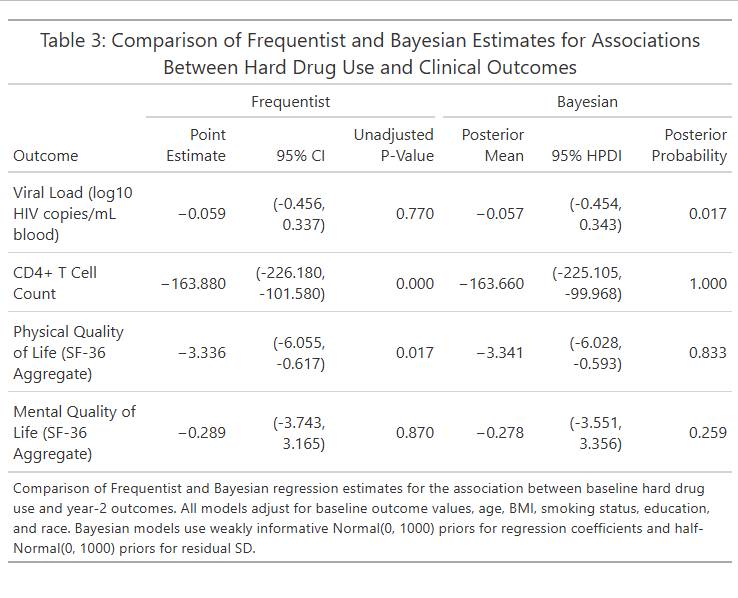 Table 3: Comparison of Frequentist and Bayesian Estimates for Associations
Between Hard Drug Use and Clinical Outcomes
Frequentist Bayesian
Point Unadjusted Posterior Posterior
Outcome Estimate 95% CI P-Value Mean 95% HPDI Probability
Viral Load (log10
HIV copies/mL
blood) −0.059 (-0.456, 0.337) 0.770 −0.057 (-0.454, 0.343) 0.017
CD4+ T Cell
Count −163.880 (-226.180, -101.580) 0.000 −163.660 (-225.105, -99.968) 1.000
Physical Quality
of Life (SF-36
Aggregate) −3.336 (-6.055, -0.617) 0.017 −3.341 (-6.028, -0.593) 0.833
Mental Quality of
Life (SF-36
Aggregate) −0.289 (-3.743, 3.165) 0.870 −0.278 (-3.551, 3.356) 0.259
Comparison of Frequentist and Bayesian regression estimates for the association between baseline hard drug
use and year-2 outcomes. All models adjust for baseline outcome values, age, BMI, smoking status, education,
and race. Bayesian models use weakly informative Normal(0, 1000) priors for regression coefficients and half-
Normal(0, 1000) priors for residual SD.